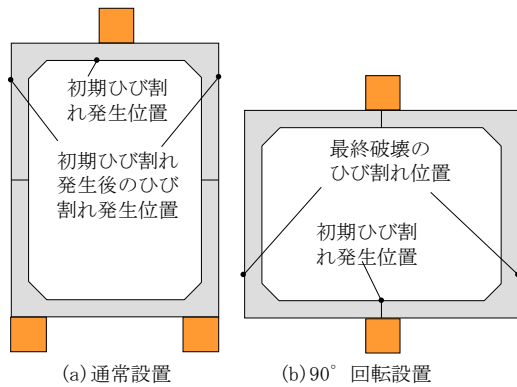 初期ひび割
れ発生位置
初期ひび割れ
発生後のひび
割れ発生位置
(a)通常設置
最終破壊の
ひび割れ位置
初期ひび割
れ発生位置
(b)90°回転設置